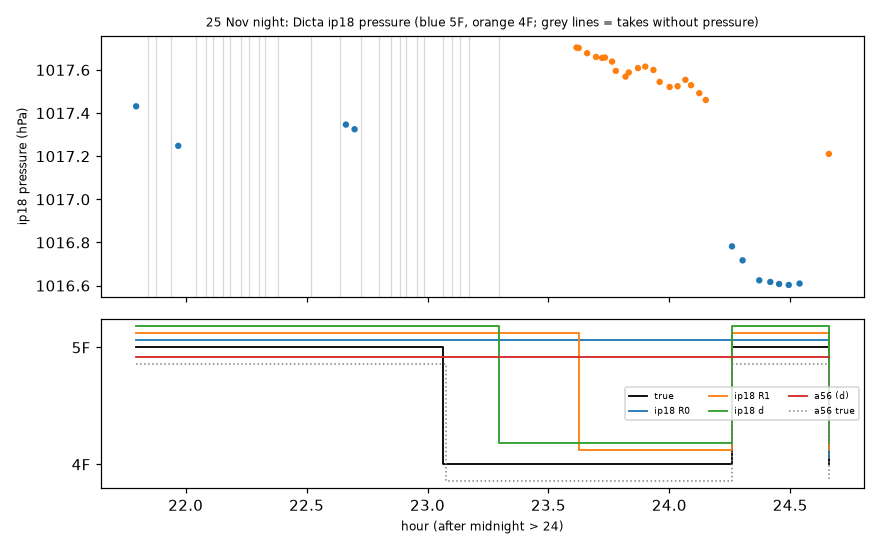 25 Nov night: Dicta ip18 pressure (blue 5F, orange 4F; grey lines = takes without pressure)
ip18 pressure (hPa)
1017.6
1017.4
1017.2
1017.0
1016.8
1016.6
5F
4F
true
ip18 R0
ip18 R1
ip18 d
a56 (d)
a56 true
22.0 22.5 23.0 23.5 24.0 24.5
hour (after midnight > 24)